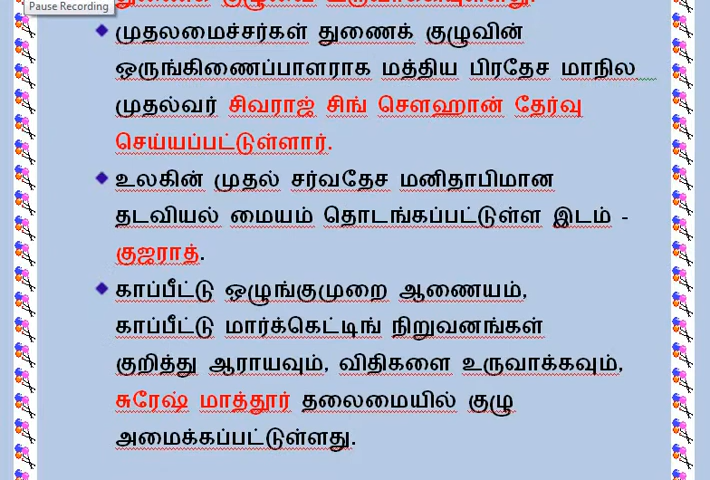 Pause Recording
துணைக் குழுவை உருவாக்கியுள்ளது.
முதலமைச்சர்கள் துணைக் குழுவின்
ஒருங்கிணைப்பாளராக மத்திய பிரதேச மாநில
முதல்வர் சிவராஜ் சிங் சௌஹான் தேர்வு
செய்யப்பட்டுள்ளார்.
உலகின் முதல் சர்வதேச மனிதாபிமான
தடவியல் மையம் தொடங்கப்பட்டுள்ள இடம் -
குஜராத்.
காப்பீட்டு ஒழுங்குமுறை ஆணையம்,
காப்பீட்டு மார்க்கெட்டிங் நிறுவனங்கள்
குறித்து ஆராயவும், விதிகளை உருவாக்கவும்,
சுரேஷ் மாத்தூர் தலைமையில் குழு
அமைக்கப்பட்டுள்ளது.